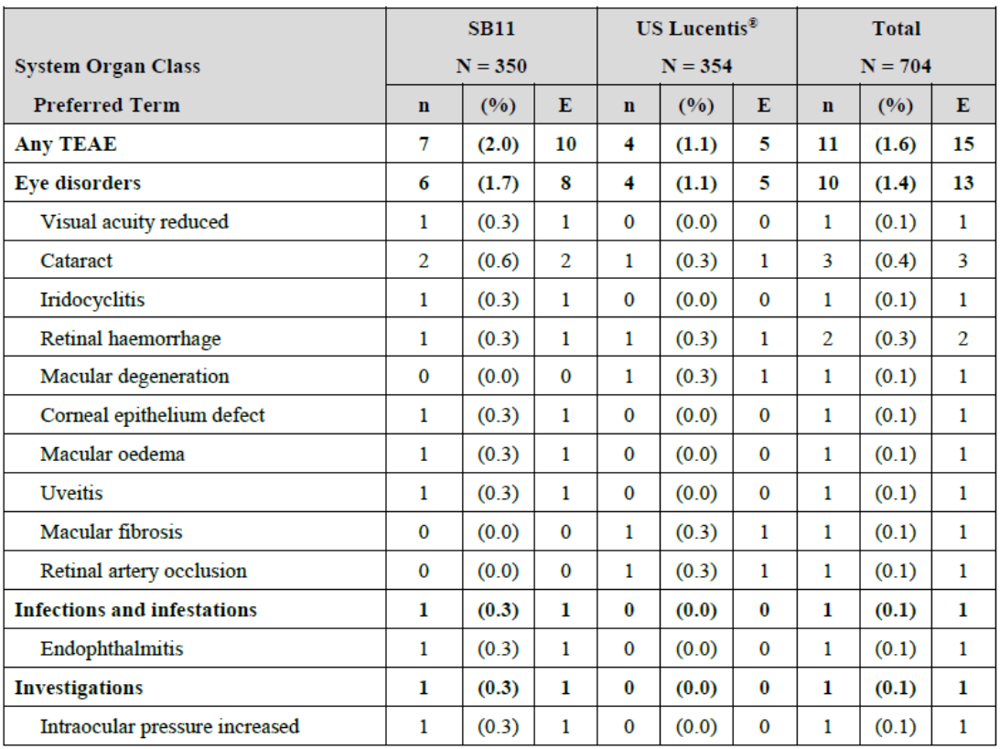 SB11 US Lucentis® Total
System Organ Class N = 350 N = 354 N = 704
Preferred Term n (%) E n (%) E n (%) E
Any TEAE 7 (2.0) 10 4 (1.1) 5 11 (1.6) 15
Eye disorders 6 (1.7) 8 4 (1.1) 5 10 (1.4) 13
Visual acuity reduced 1 (0.3) 1 0 (0.0) 0 1 (0.1) 1
Cataract 2 (0.6) 2 1 (0.3) 1 3 (0.4) 3
Iridocyclitis 1 (0.3) 1 0 (0.0) 0 1 (0.1) 1
Retinal haemorrhage 1 (0.3) 1 1 (0.3) 1 2 (0.3) 2
Macular degeneration 0 (0.0) 0 1 (0.3) 1 1 (0.1) 1
Corneal epithelium defect 1 (0.3) 1 0 (0.0) 0 1 (0.1) 1
Macular oedema 1 (0.3) 1 0 (0.0) 0 1 (0.1) 1
Uveitis 1 (0.3) 1 0 (0.0) 0 1 (0.1) 1
Macular fibrosis 0 (0.0) 0 1 (0.3) 1 1 (0.1) 1
Retinal artery occlusion 0 (0.0) 0 1 (0.3) 1 1 (0.1) 1
Infections and infestations 1 (0.3) 1 0 (0.0) 0 1 (0.1) 1
Endophthalmitis 1 (0.3) 1 0 (0.0) 0 1 (0.1) 1
Investigations 1 (0.3) 1 0 (0.0) 0 1 (0.1) 1
Intraocular pressure increased 1 (0.3) 1 0 (0.0) 0 1 (0.1) 1